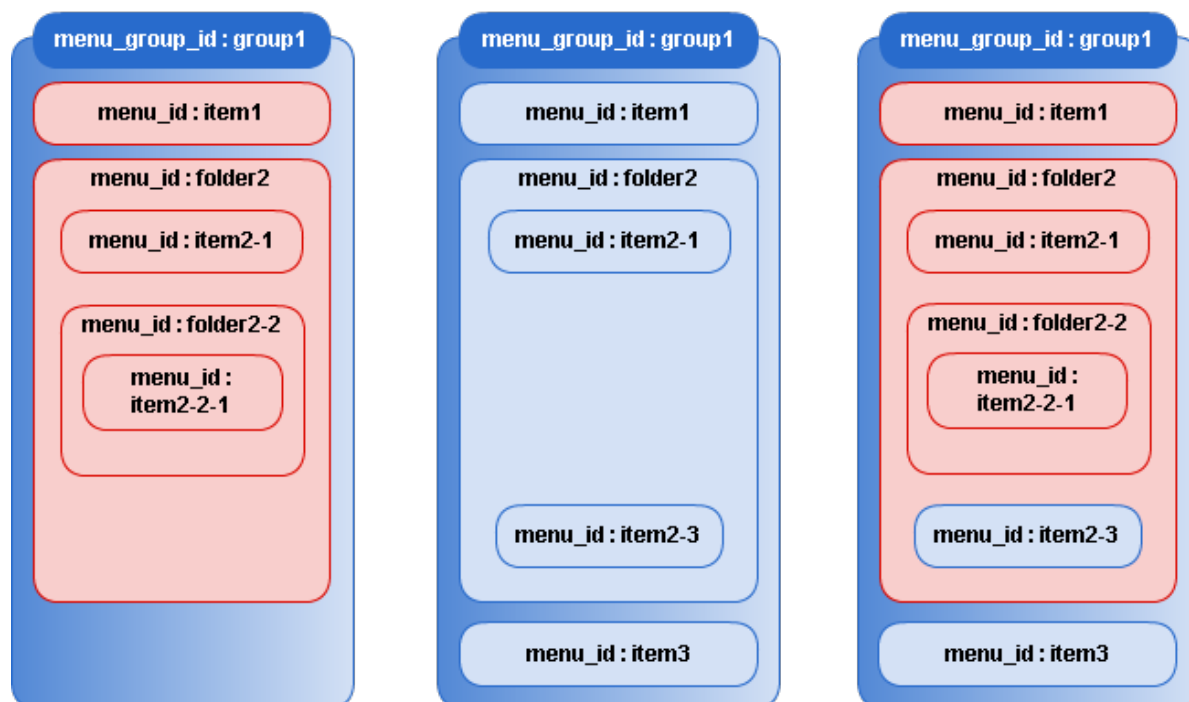 menu_group_id : group1
menu_id : item1
menu_id : folder2
menu_id : item2-1
menu_id : folder2-2
menu_id :
item2-2-1
menu_group_id : group1
menu_id : item1
menu_id : folder2
menu_id : item2-1
menu_id : item2-3
menu_id : item3
menu_group_id : group1
menu_id : item1
menu_id : folder2
menu_id : item2-1
menu_id : folder2-2
menu_id :
item2-2-1
menu_id : item2-3
menu_id : item3